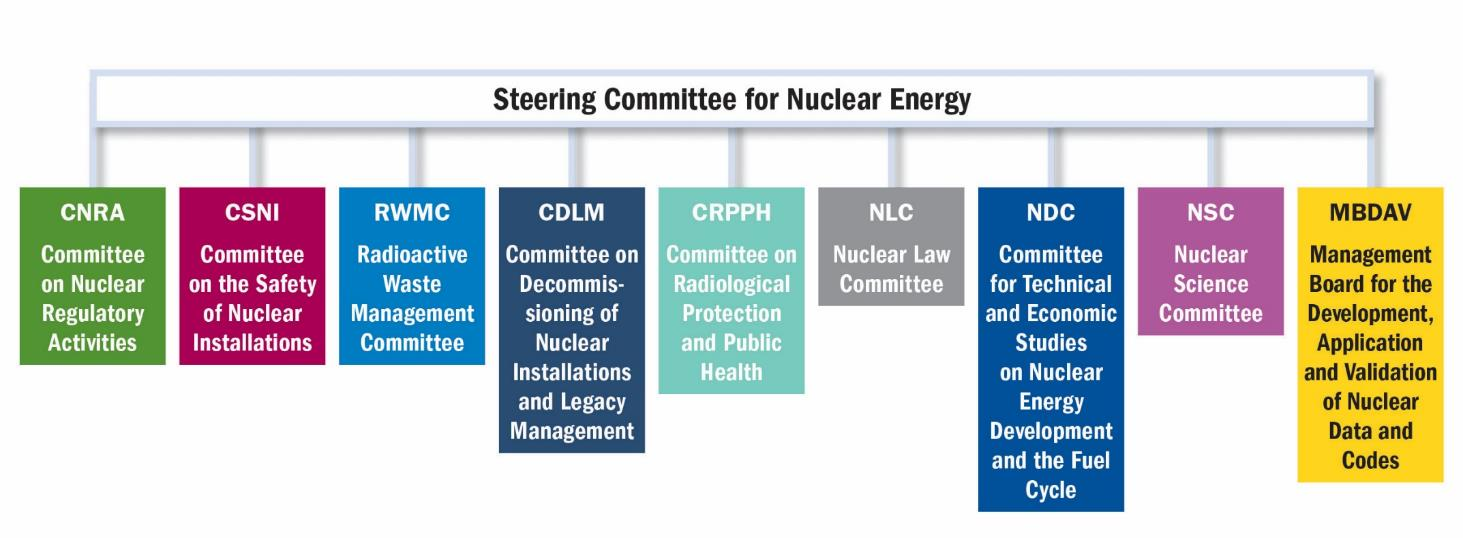 Steering Committee for Nuclear Energy
CNRA
Committee
on Nuclear
Regulatory
Activities
CSNI
Committee
on the Safety
of Nuclear
Installations
RWMC
Radioactive
Waste
Management
Committee
CDLM
Committee on
Decommis-
sioning of
Nuclear
Installations
and Legacy
Management
CRPPH
Committee on
Radiological
Protection
and Public
Health
NLC
Nuclear Law
Committee
NDC
Committee
for Technical
and Economic
Studies
on Nuclear
Energy
Development
and the Fuel
Cycle
NSC
Nuclear
Science
Committee
MBDAV
Management
Board for the
Development,
Application
and Validation
of Nuclear
Data and
Codes